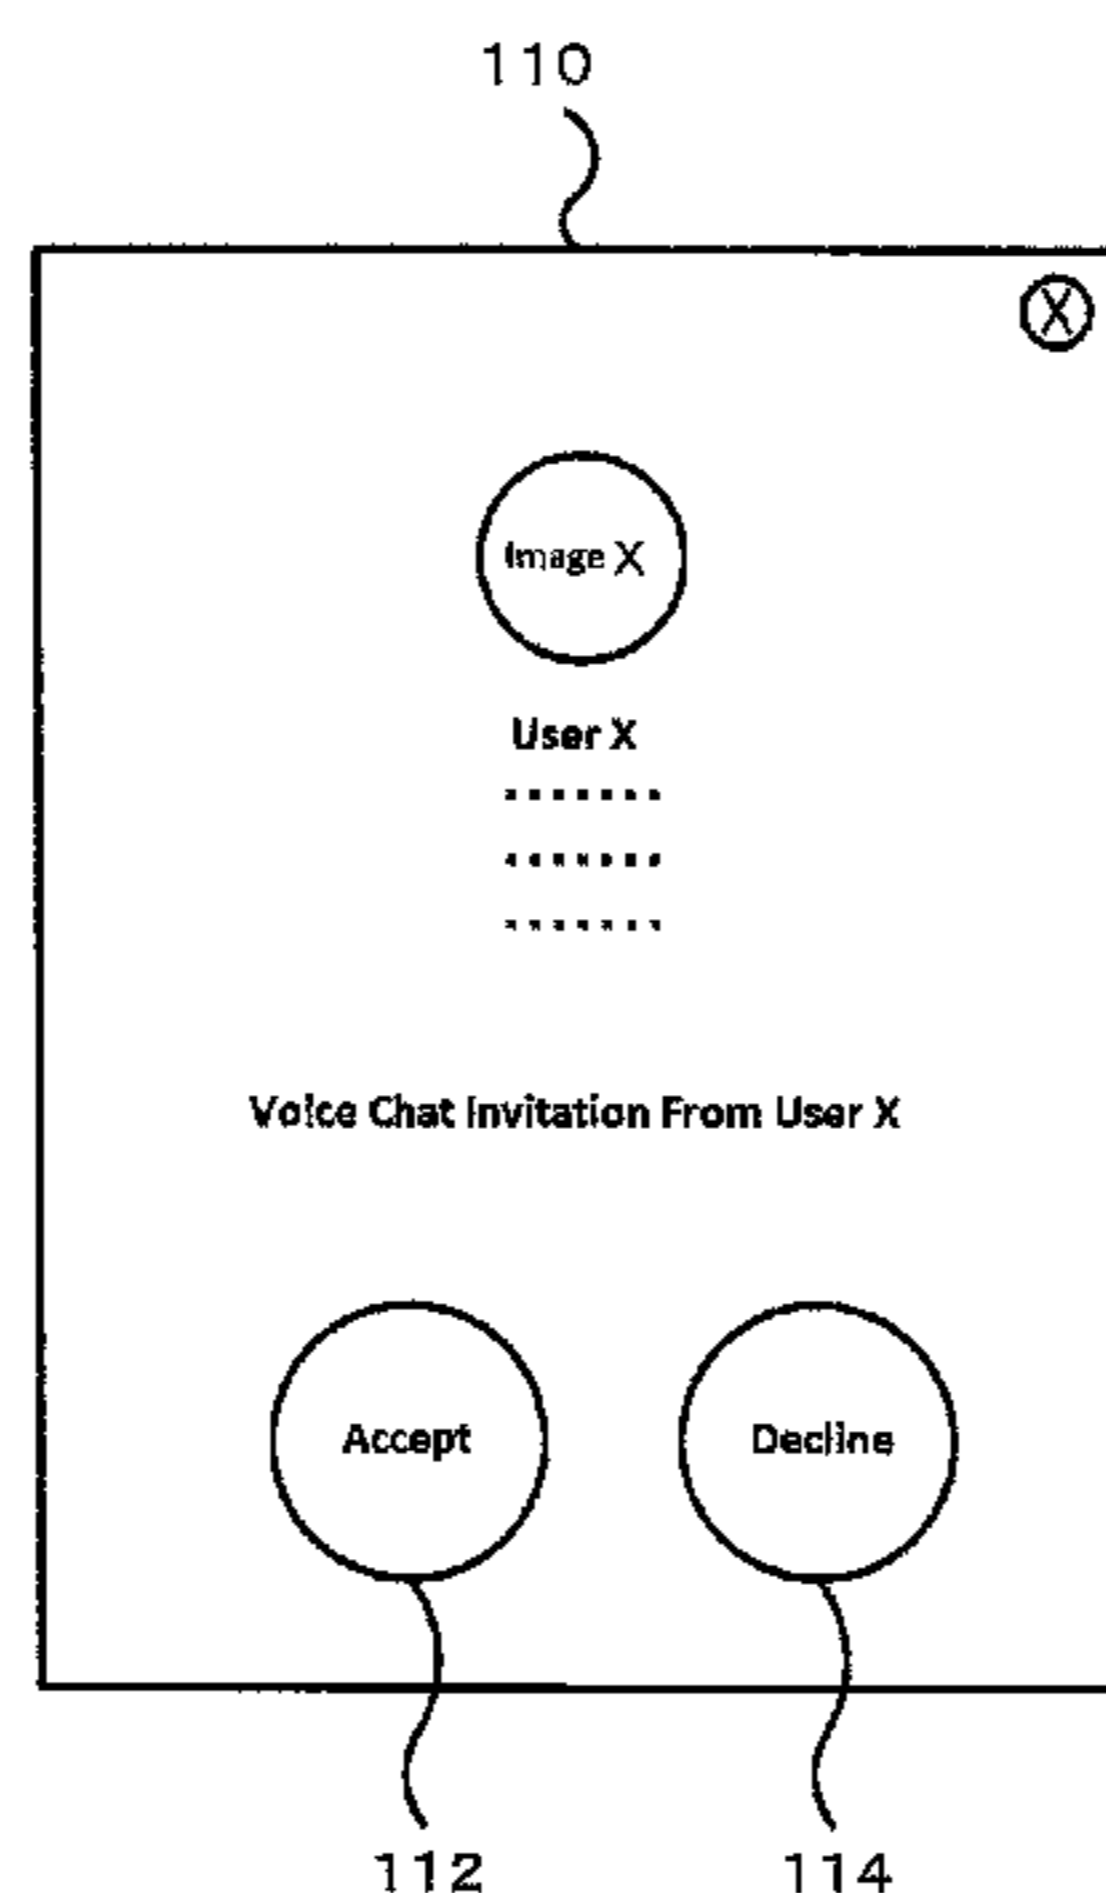 110
X
Image X
User X
.......
.......
.......
Voice Chat Invitation From User X
Accept Decline
112 114